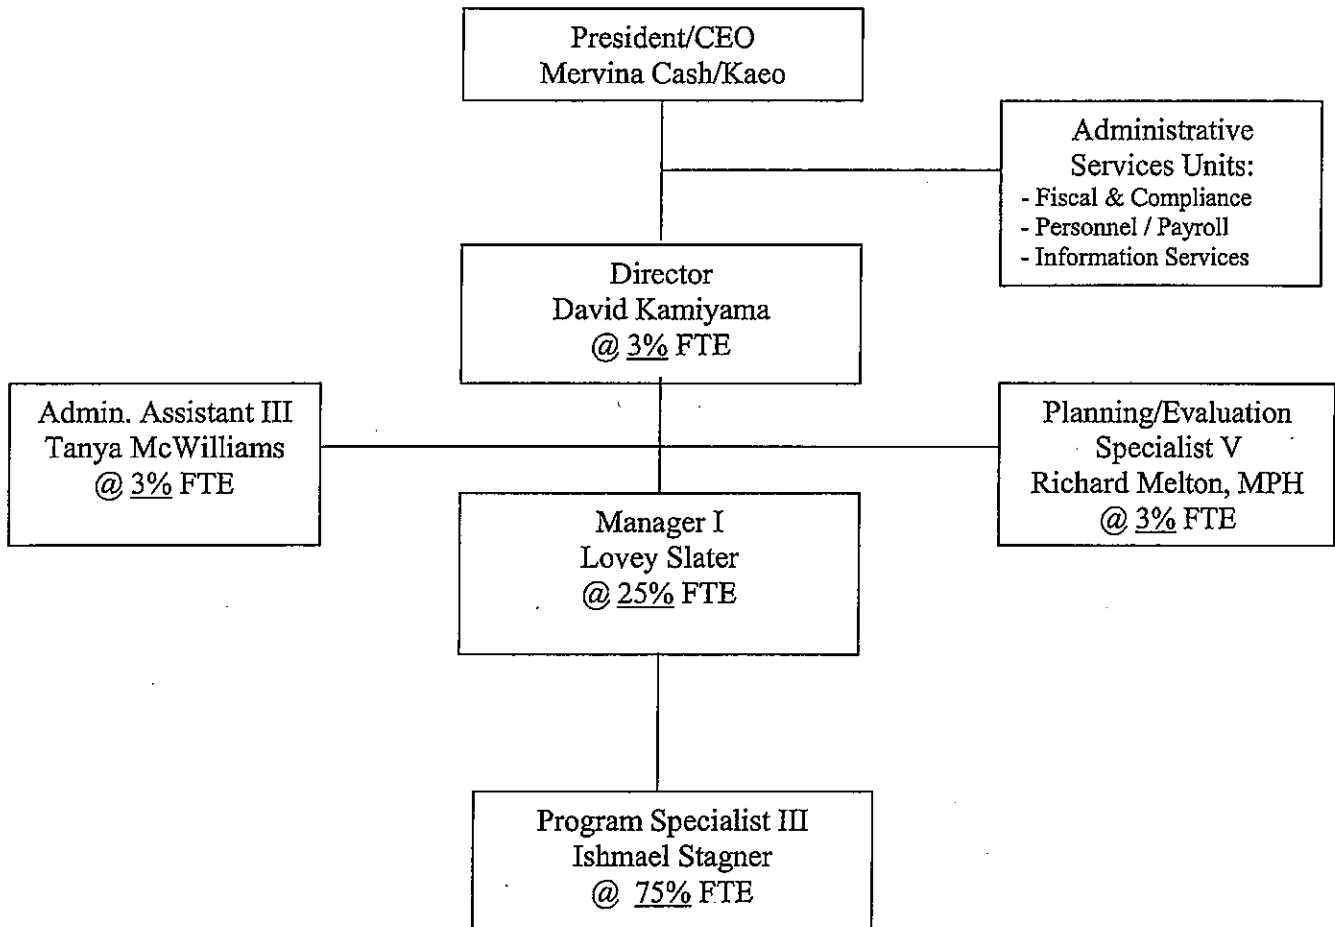 President/CEO
Mervina Cash/Kaeo
Administrative
Services Units:
- Fiscal & Compliance
- Personnel / Payroll
- Information Services
Director
David Kamiyama
@ 3% FTE
Admin. Assistant III
Tanya McWilliams
@ 3% FTE
Planning/Evaluation
Specialist V
Richard Melton, MPH
@ 3% FTE
Manager I
Lovey Slater
@ 25% FTE
Program Specialist III
Ishmael Stagner
@ 75% FTE